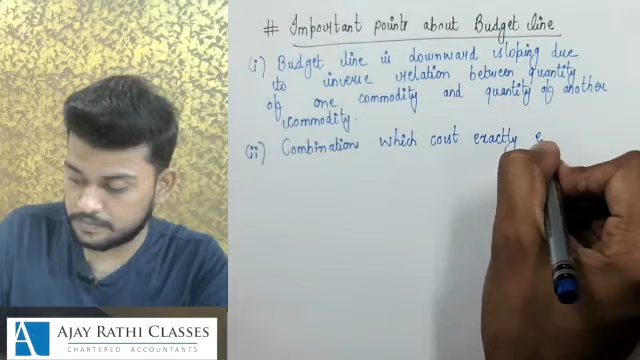 # Important points about Budget line
(i) Budget line is downward sloping due
to inverse relation between quantity
of one commodity and quantity of another
commodity.
(ii) Combinations which cost exactly e
AJAY RATHI CLASSES
CHARTERED ACCOUNTANTS